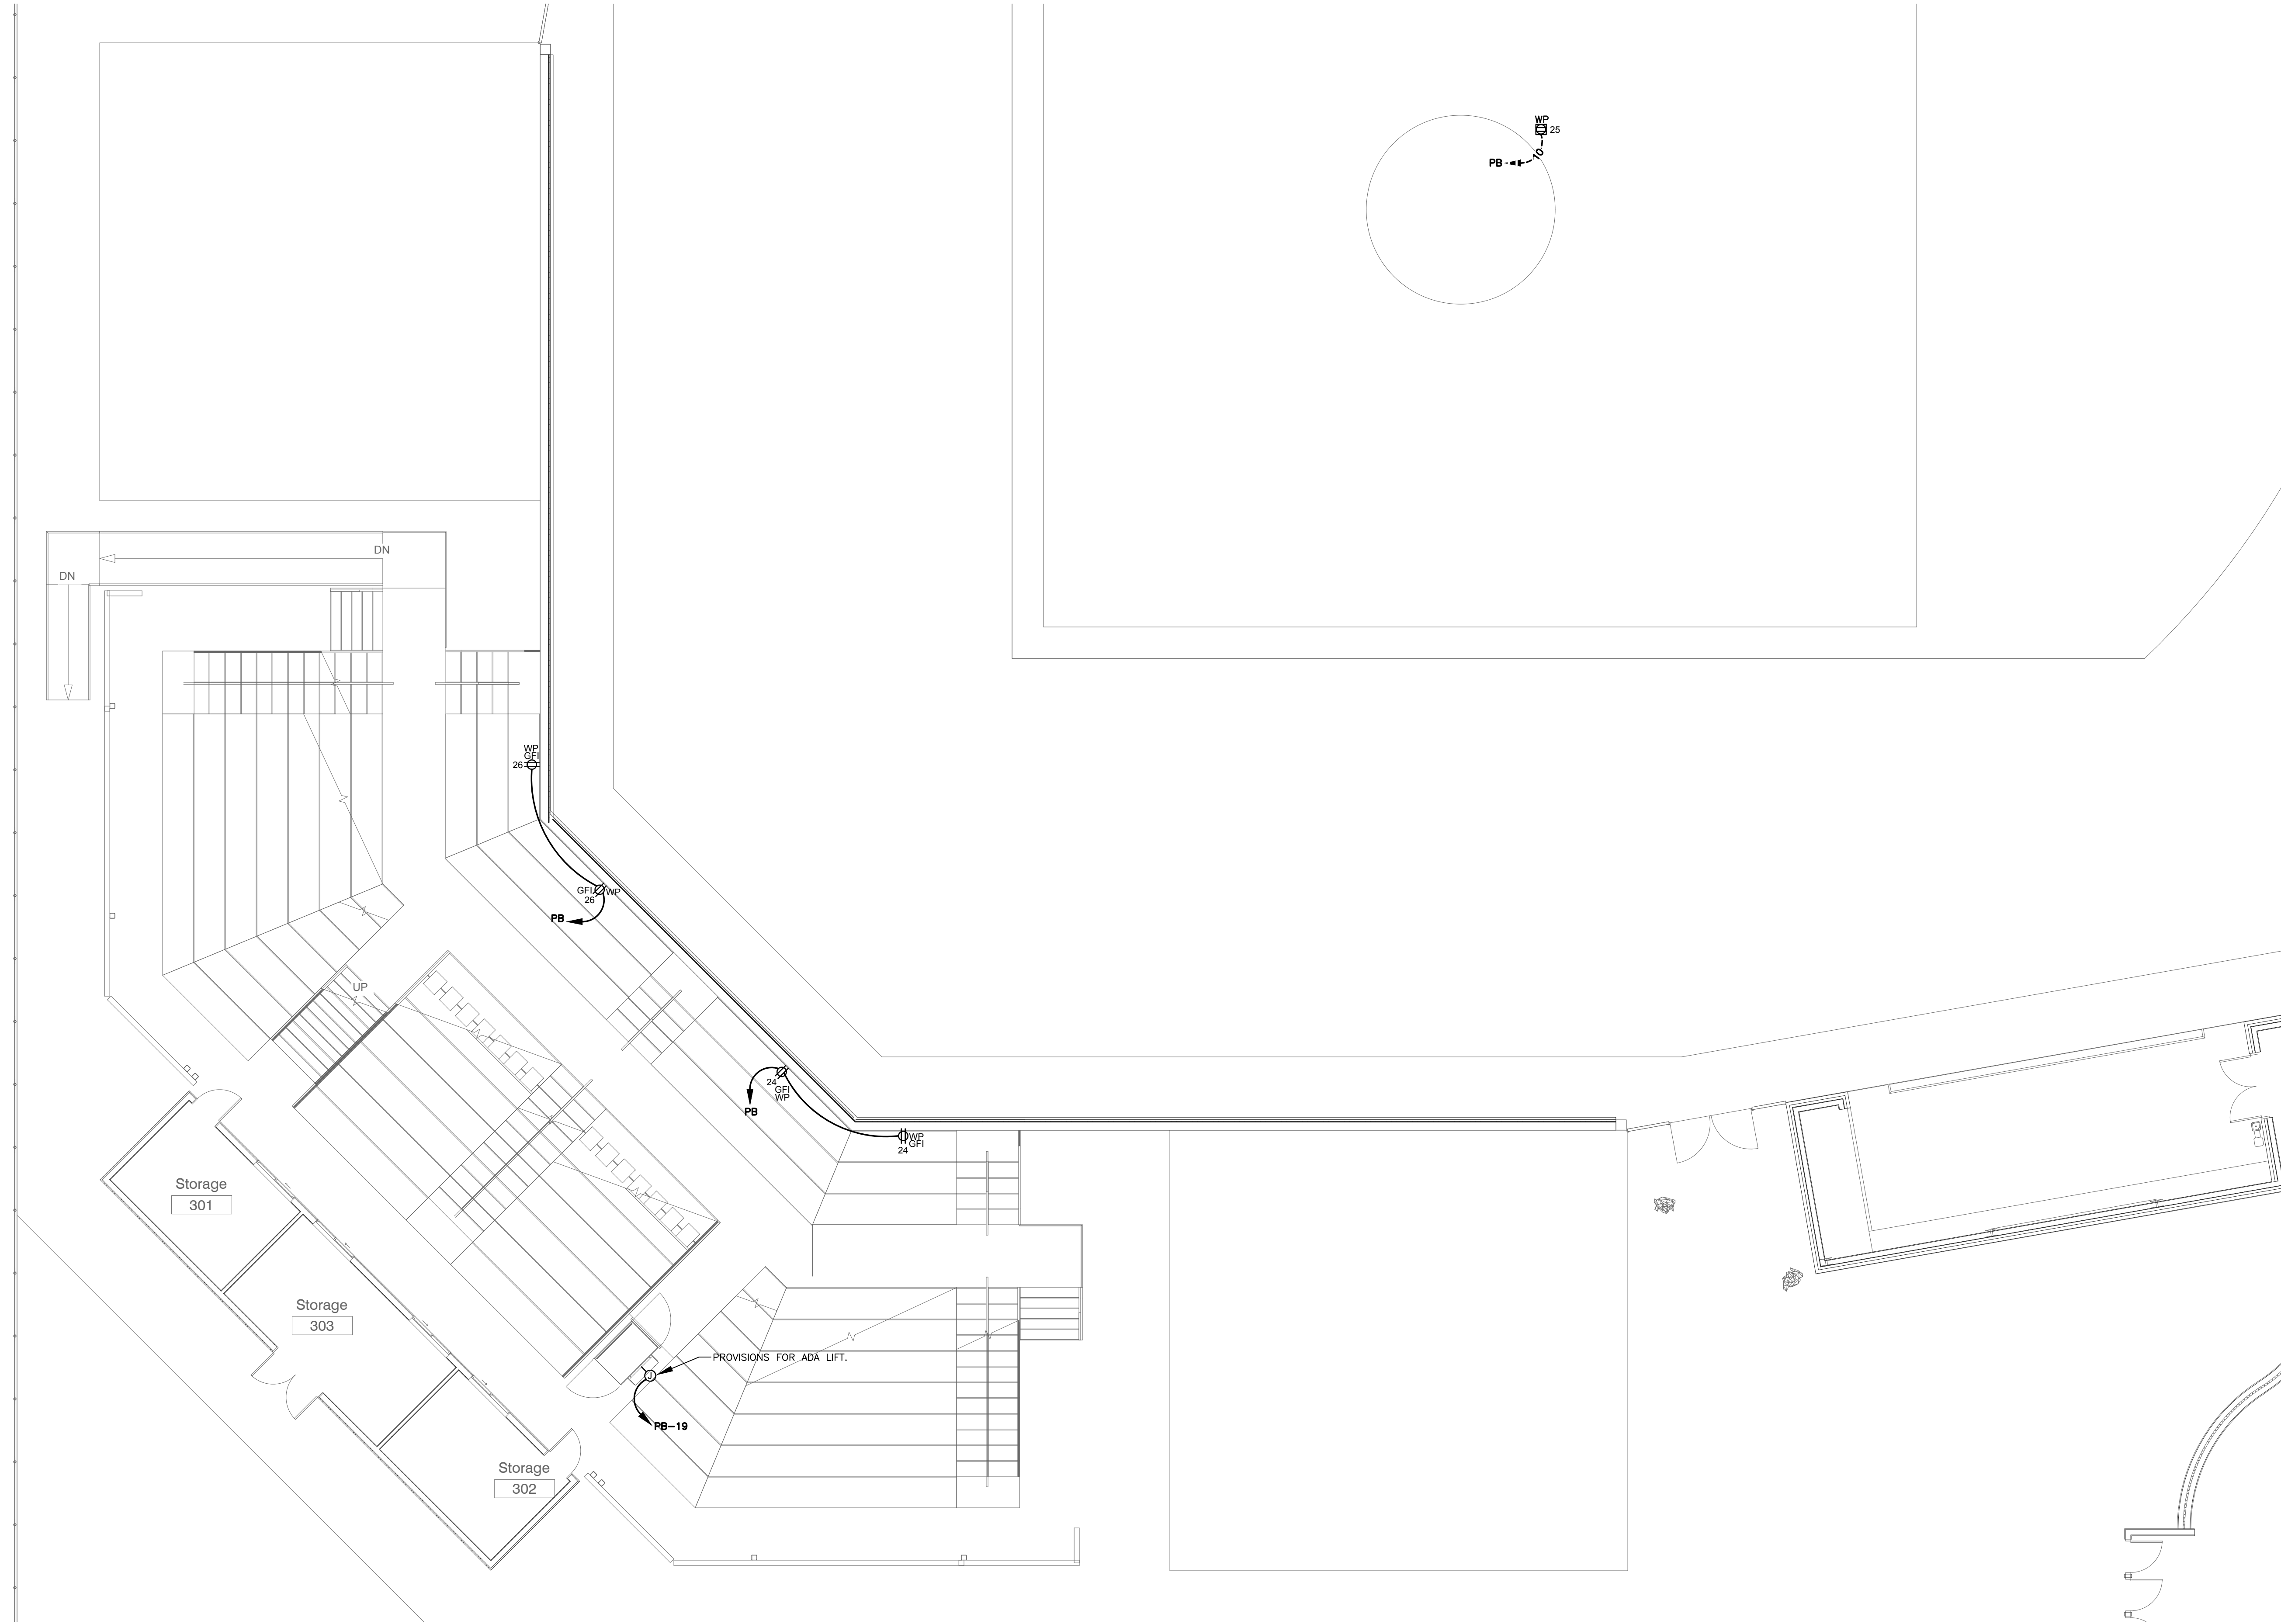 WP
25
10
PB
DN
DN
WP
GFI
26
GFI
WP
26
PB
UP
24
GFI
WP
PB
WP
GFI
24
Storage
301
Storage
303
PROVISIONS FOR ADA LIFT.
J
PB-19
Storage
302